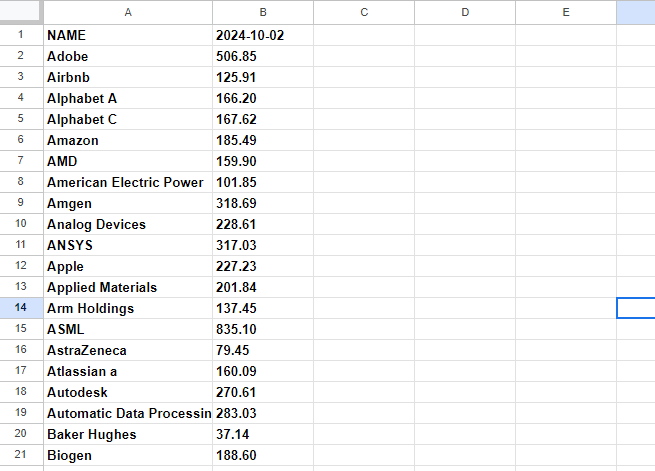 A B C D E
1 NAME 2024-10-02
2 Adobe 506.85
3 Airbnb 125.91
4 Alphabet A 166.20
5 Alphabet C 167.62
6 Amazon 185.49
7 AMD 159.90
8 American Electric Power 101.85
9 Amgen 318.69
10 Analog Devices 228.61
11 ANSYS 317.03
12 Apple 227.23
13 Applied Materials 201.84
14 Arm Holdings 137.45
15 ASML 835.10
16 AstraZeneca 79.45
17 Atlassian a 160.09
18 Autodesk 270.61
19 Automatic Data Processin 283.03
20 Baker Hughes 37.14
21 Biogen 188.60